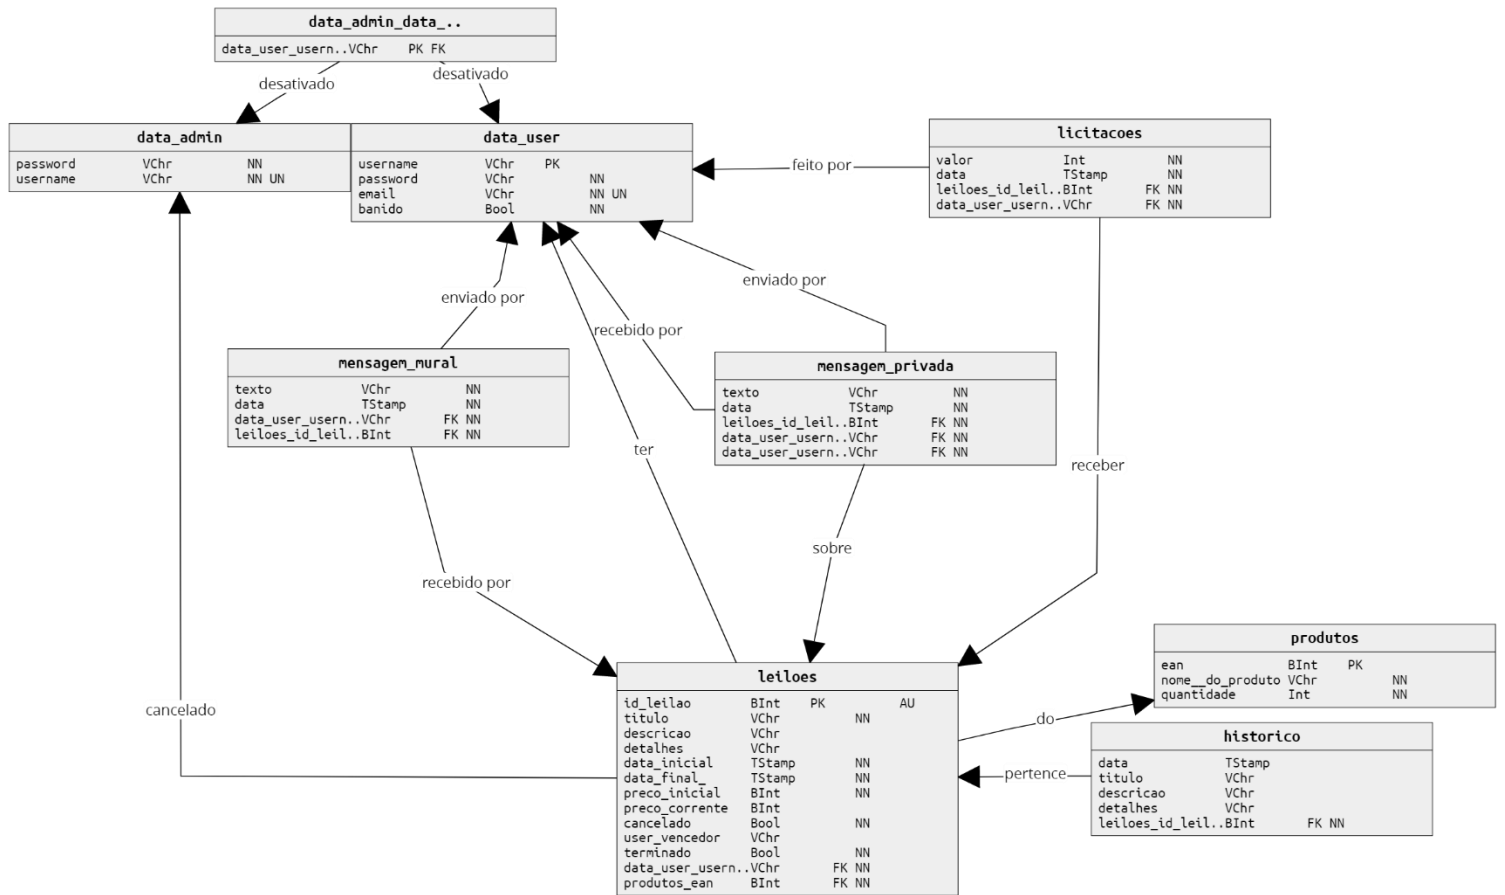 data_admin_data_..
data_user_usern..VChr PK FK
desativado
desativado
data_admin
password VChr NN
username VChr NN UN
data_user
username VChr PK
password VChr NN
email VChr NN UN
banido Bool NN
feito por
licitacoes
valor Int NN
data TStamp NN
leiloes_id_leil..BInt FK NN
data_user_usern..VChr FK NN
enviado por
enviado por
recebido por
mensagem_mural
texto VChr NN
data TStamp NN
data_user_usern..VChr FK NN
leiloes_id_leil..BInt FK NN
mensagem_privada
texto VChr NN
data TStamp NN
leiloes_id_leil..BInt FK NN
data_user_usern..VChr FK NN
data_user_usern..VChr FK NN
ter
receber
sobre
recebido por
cancelado
leiloes
id_leilao BInt PK AU
titulo VChr NN
descricao VChr
detalhes VChr
data_inicial TStamp NN
data_final_ TStamp NN
preco_inicial BInt NN
preco_corrente BInt
cancelado Bool NN
user_vencedor VChr
terminado Bool NN
data_user_usern..VChr FK NN
produtos_ean BInt FK NN
do
produtos
ean BInt PK
nome__do_produto VChr NN
quantidade Int NN
pertence
historico
data TStamp
titulo VChr
descricao VChr
detalhes VChr
leiloes_id_leil..BInt FK NN